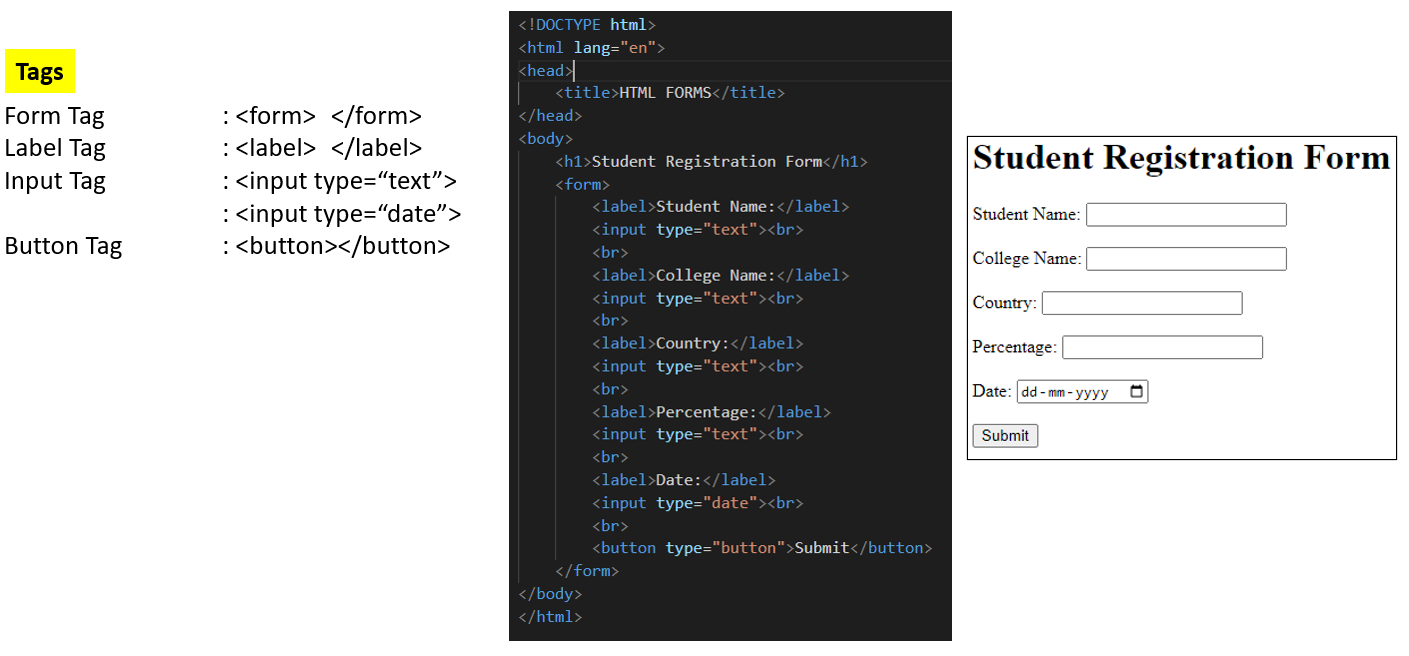 Tags
Form Tag : <form> </form>
Label Tag : <label> </label>
Input Tag : <input type=“text”>
: <input type=“date”>
Button Tag : <button></button>
<!DOCTYPE html>
<html lang="en">
<head>
<title>HTML FORMS</title>
</head>
<body>
<h1>Student Registration Form</h1>
<form>
<label>Student Name:</label>
<input type="text"><br>
<br>
<label>College Name:</label>
<input type="text"><br>
<br>
<label>Country:</label>
<input type="text"><br>
<br>
<label>Percentage:</label>
<input type="text"><br>
<br>
<label>Date:</label>
<input type="date"><br>
<br>
<button type="button">Submit</button>
</form>
</body>
</html>
Student Registration Form
Student Name:
College Name:
Country:
Percentage:
Date: dd-mm-yyyy
Submit